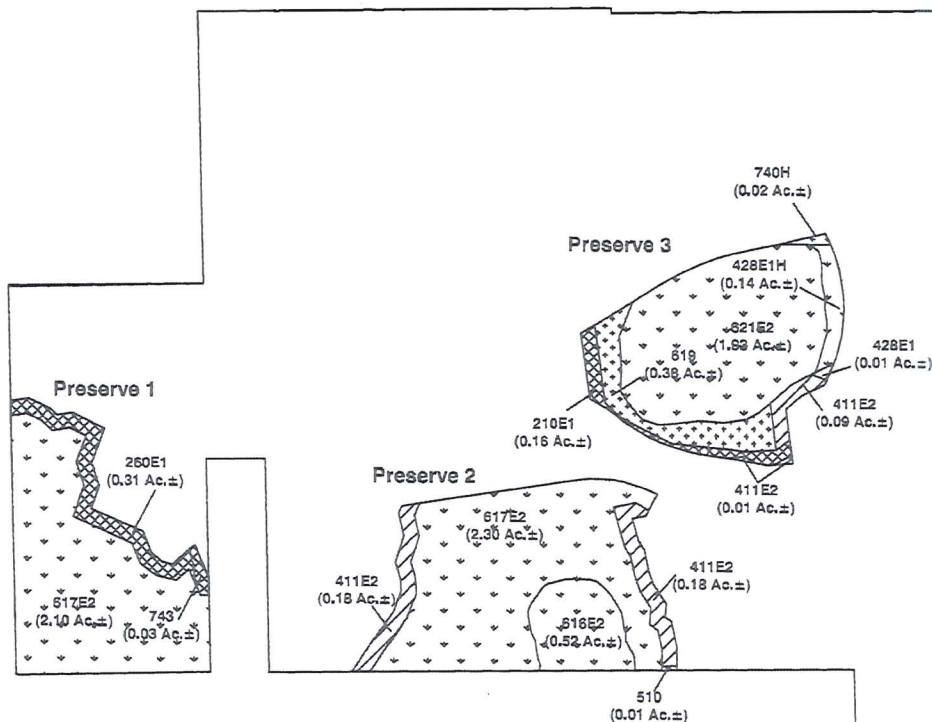 740H
(0.02 Ac.±)
Preserve 3
428E1H
(0.14 Ac.±)
621E2
(1.93 Ac.±)
428E1
(0.01 Ac.±)
619
(0.38 Ac.±)
Preserve 1
411E2
(0.09 Ac.±)
210E1
(0.16 Ac.±)
260E1
(0.31 Ac.±)
Preserve 2
411E2
(0.01 Ac.±)
617E2
(2.30 Ac.±)
411E2
(0.18 Ac.±)
411E2
(0.18 Ac.±)
617E2
(2.10 Ac.±)
743
(0.03 Ac.±)
616E2
(0.52 Ac.±)
510
(0.01 Ac.±)